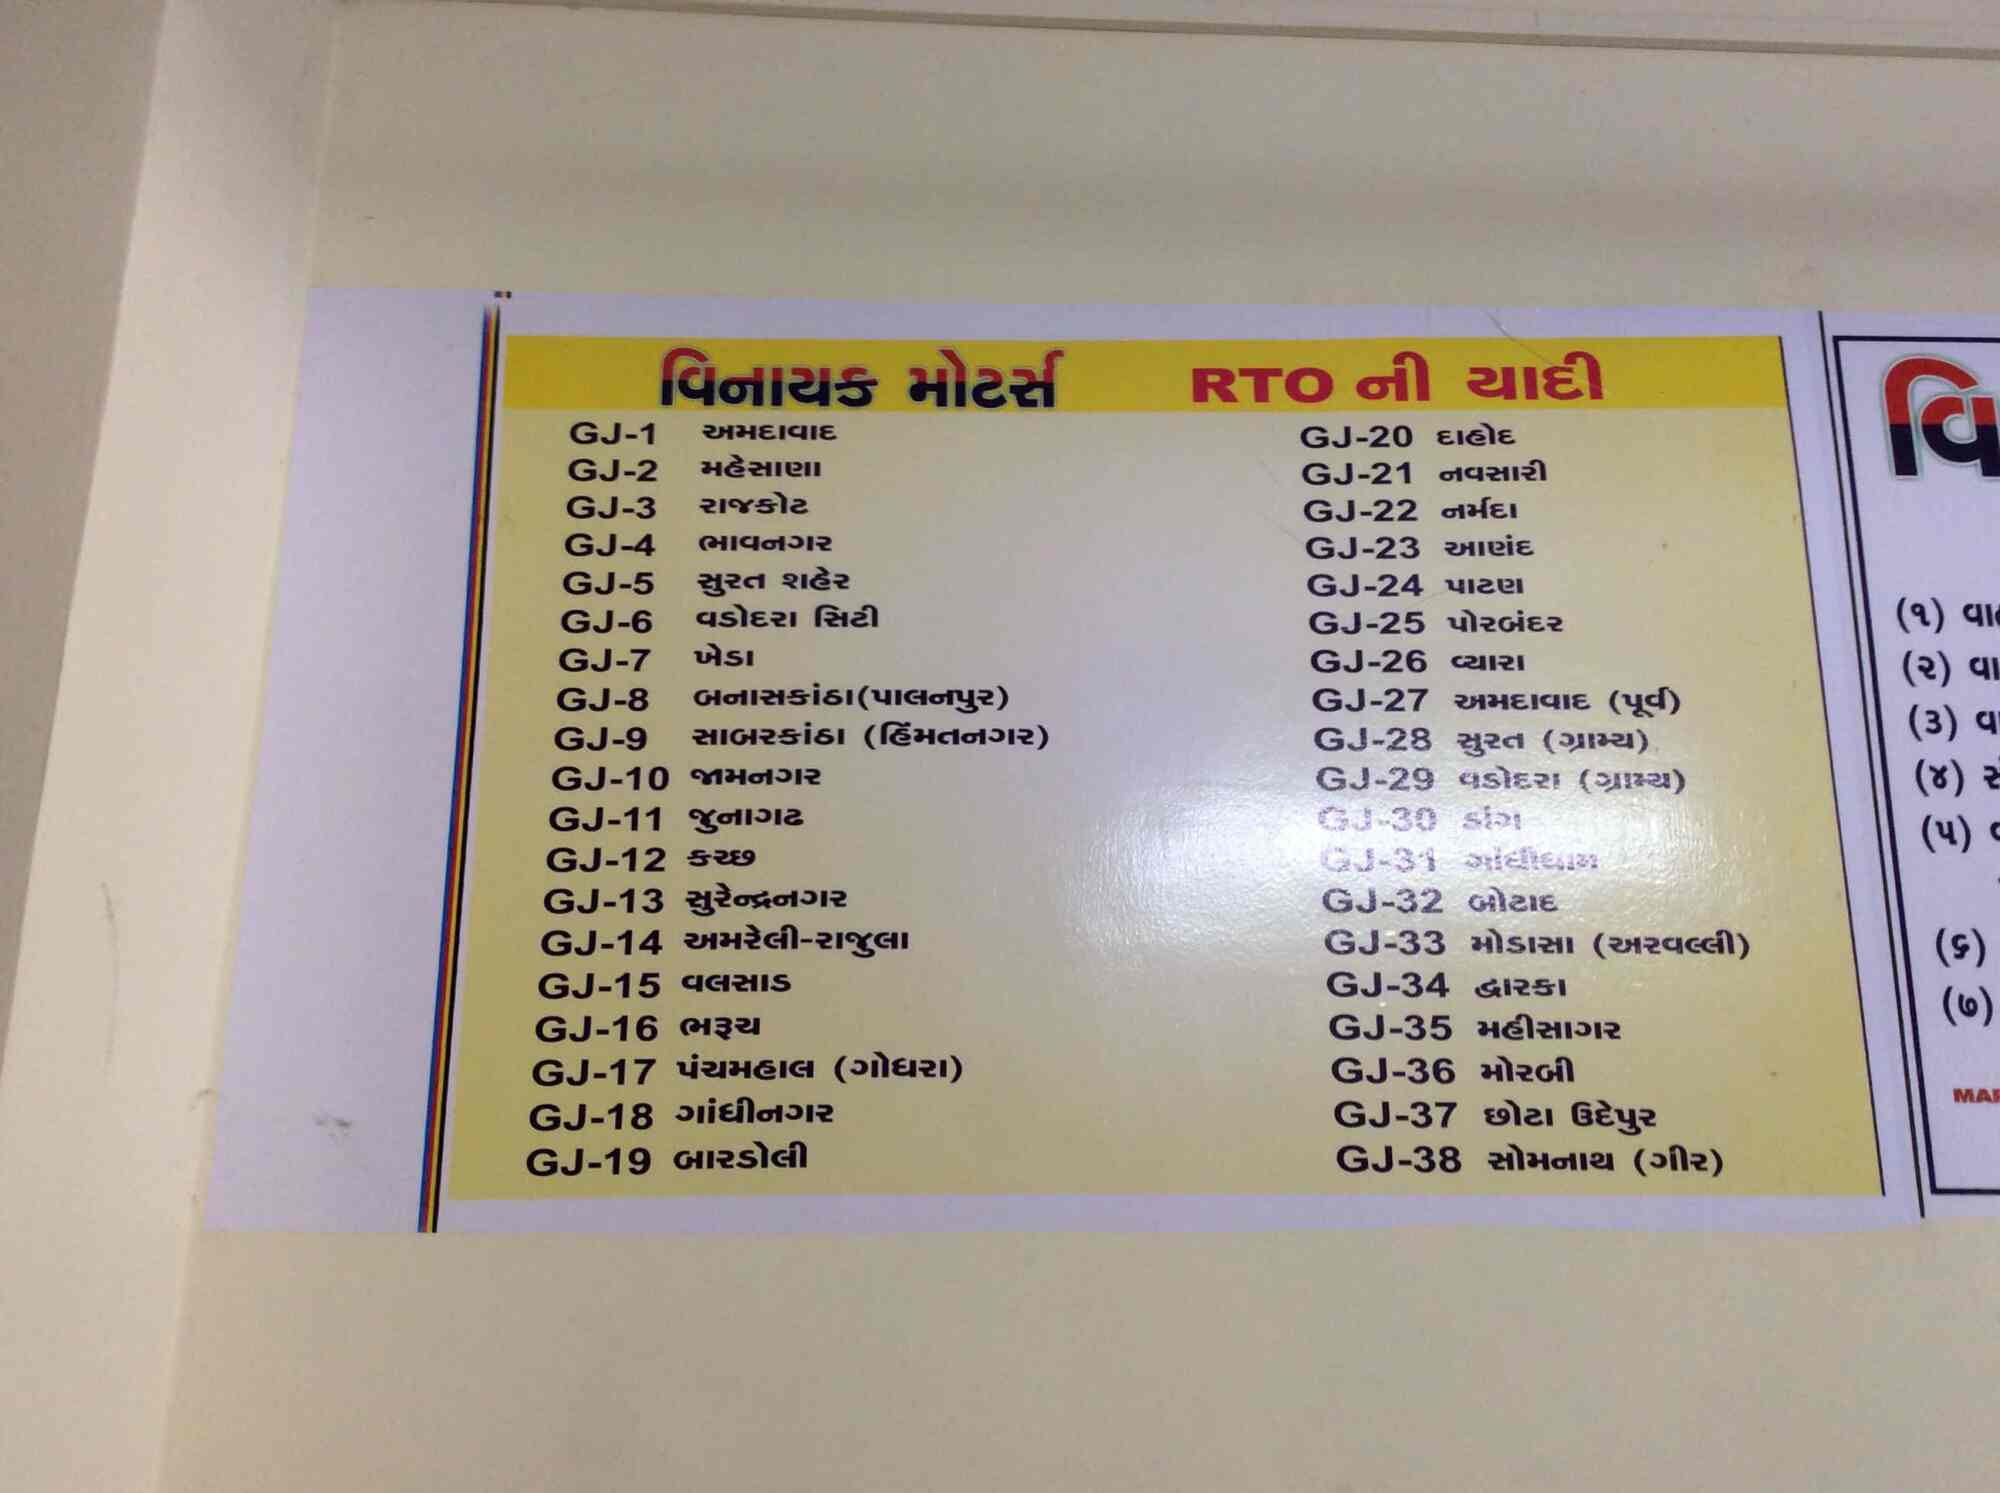 વિનાયક મોટર્સ RTO ની યાદી
GJ-1 અમદાવાદ
GJ-2 મહેસાણા
GJ-3 રાજકોટ
GJ-4 ભાવનગર
GJ-5 સુરત શહેર
GJ-6 વડોદરા સિટી
GJ-7 ખેડા
GJ-8 બનાસકાંઠા(પાલનપુર)
GJ-9 સાબરકાંઠા (હિંમતનગર)
GJ-10 જામનગર
GJ-11 જુનાગઢ
GJ-12 કચ્છ
GJ-13 સુરેન્દ્રનગર
GJ-14 અમરેલી-રાજુલા
GJ-15 વલસાડ
GJ-16 ભરૂચ
GJ-17 પંચમહાલ (ગોધરા)
GJ-18 ગાંધીનગર
GJ-19 બારડોલી
GJ-20 દાહોદ
GJ-21 નવસારી
GJ-22 નર્મદા
GJ-23 આણંદ
GJ-24 પાટણ
GJ-25 પોરબંદર
GJ-26 વ્યારા
GJ-27 અમદાવાદ (પૂર્વ)
GJ-28 સુરત (ગ્રામ્ય)
GJ-29 વડોદરા (ગ્રામ્ય)
GJ-30 ડાંગ
GJ-31 ગાંધીધામ
GJ-32 બોટાદ
GJ-33 મોડાસા (અરવલ્લી)
GJ-34 દ્વારકા
GJ-35 મહીસાગર
GJ-36 મોરબી
GJ-37 છોટા ઉદેપુર
GJ-38 સોમનાથ (ગીર)
(૧)
(૨)
(૩)
(૪)
(૫)
(૬)
(૭)